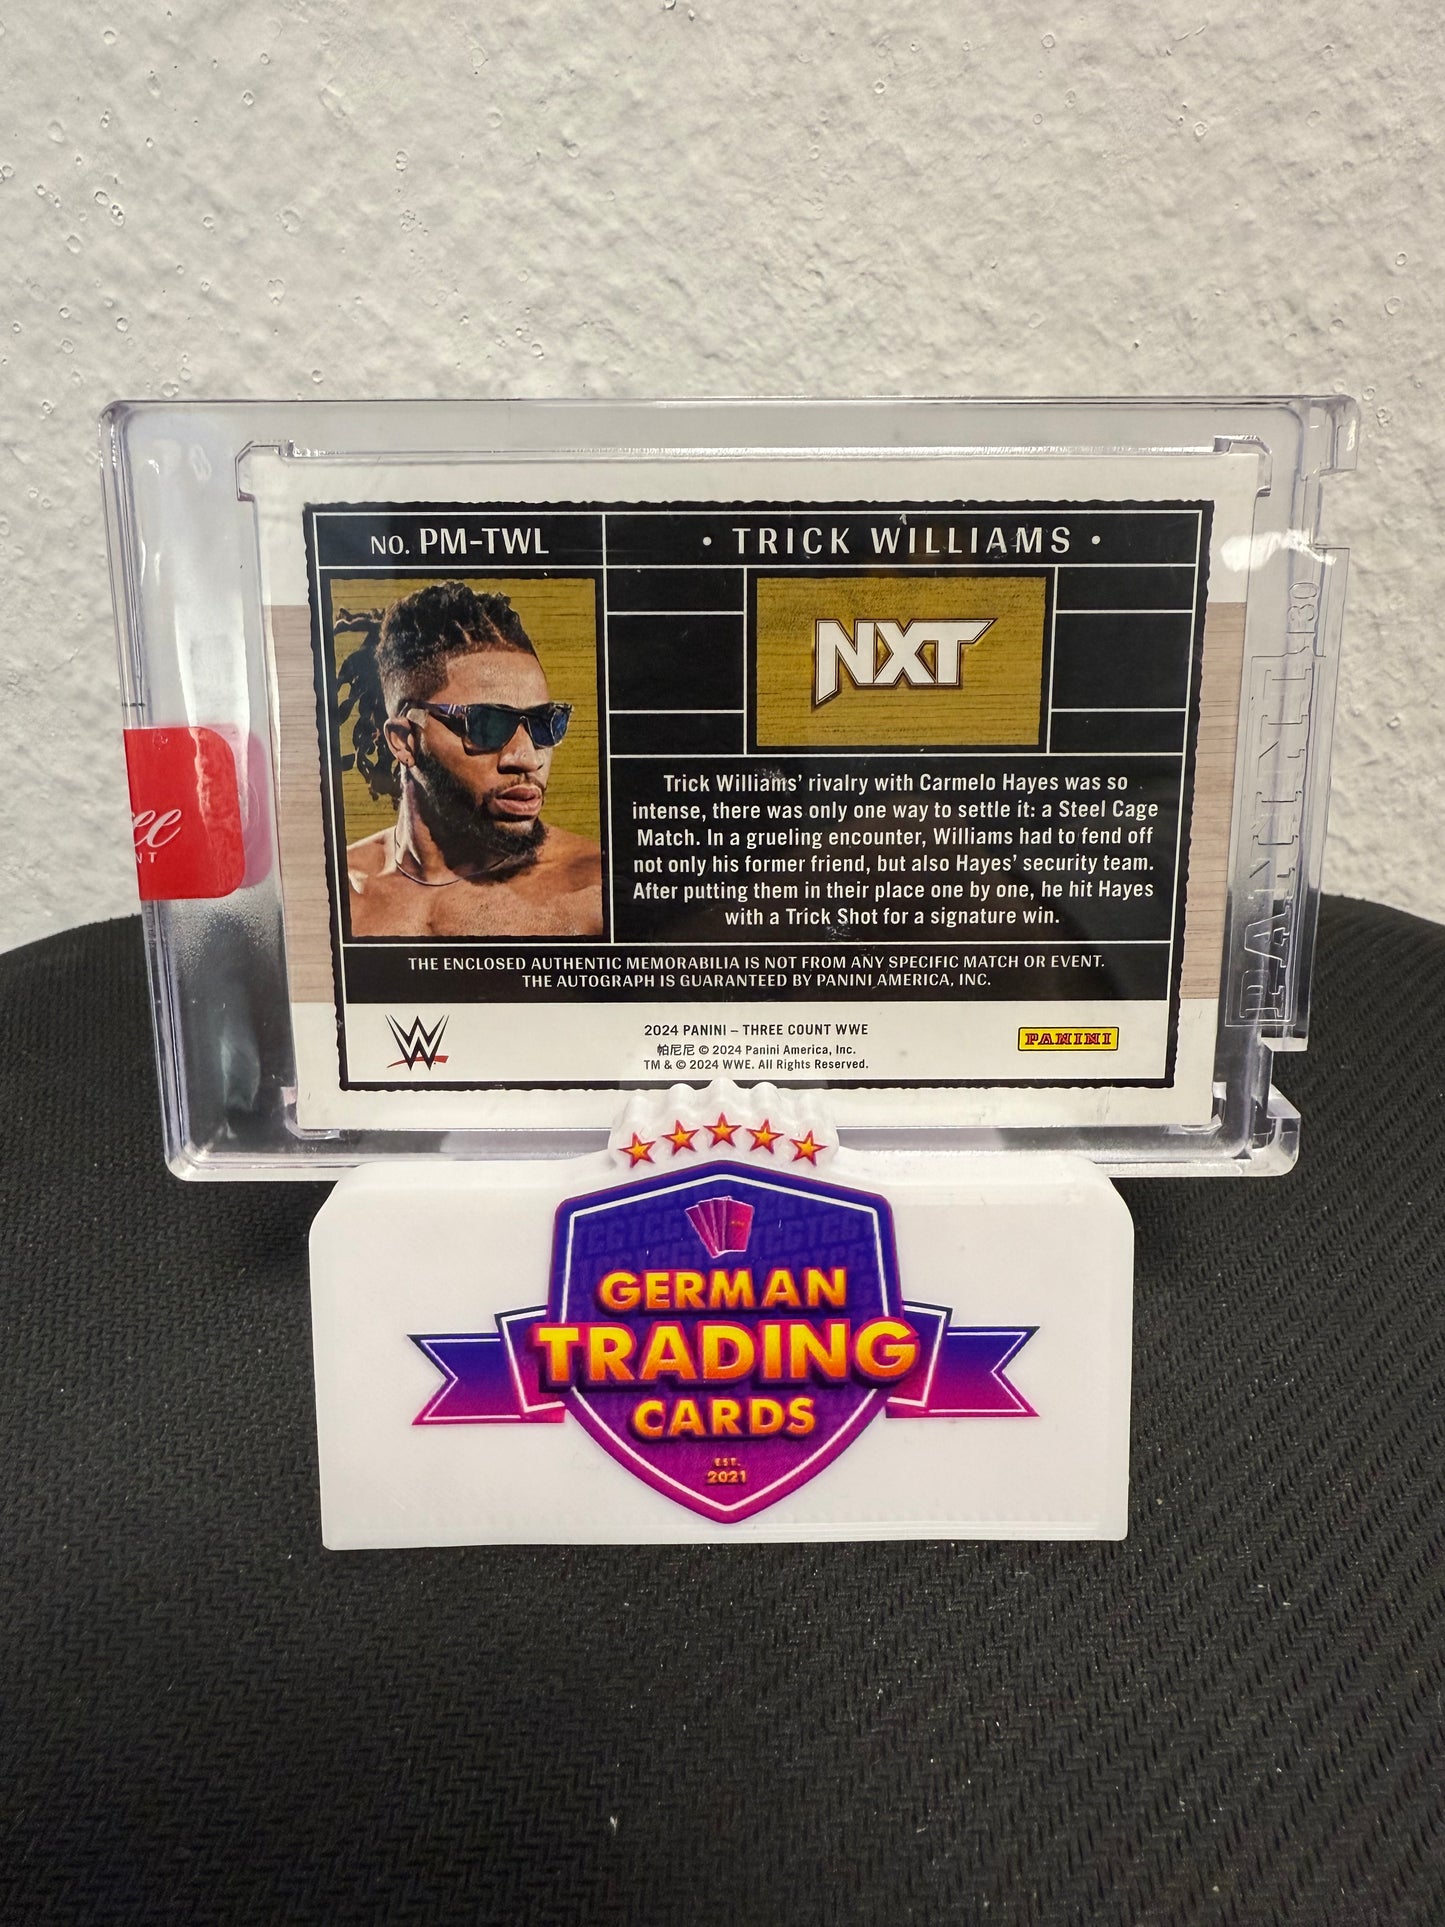 NO. PM-TWL
• TRICK WILLIAMS •
NXT
Trick Williams' rivalry with Carmelo Hayes was so
intense, there was only one way to settle it: a Steel Cage
Match. In a grueling encounter, Williams had to fend off
not only his former friend, but also Hayes' security team.
After putting them in their place one by one, he hit Hayes
with a Trick Shot for a signature win.
THE ENCLOSED AUTHENTIC MEMORABILIA IS NOT FROM ANY SPECIFIC MATCH OR EVENT.
THE AUTOGRAPH IS GUARANTEED BY PANINI AMERICA, INC.
W
2024 PANINI – THREE COUNT WWE
帕尼尼 © 2024 Panini America, Inc.
TM & © 2024 WWE. All Rights Reserved.
PANINI
PANINI 130
GERMAN
TRADING
CARDS
EST.
2021